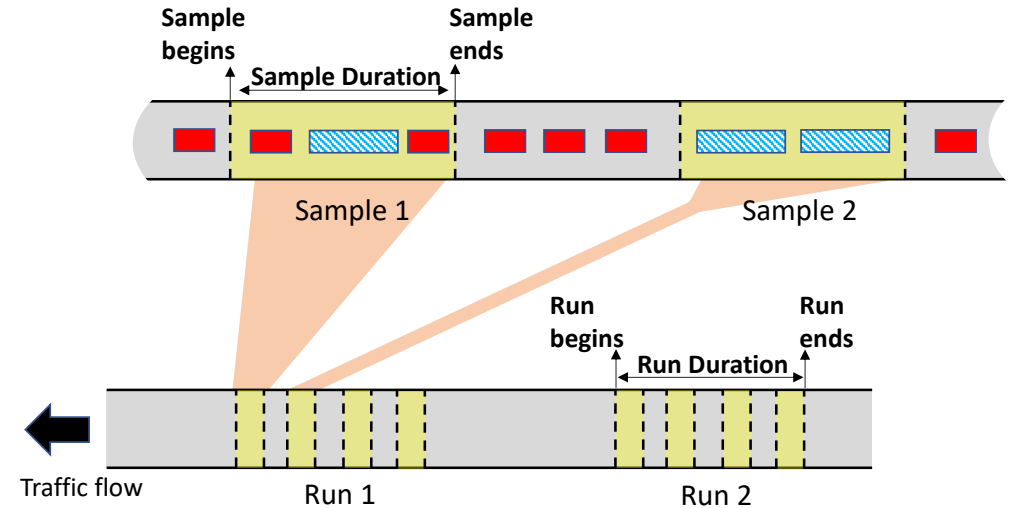 Sample
begins
Sample
ends
Sample Duration
Sample 1
Sample 2
Run
begins
Run
ends
Run Duration
Traffic flow
Run 1
Run 2